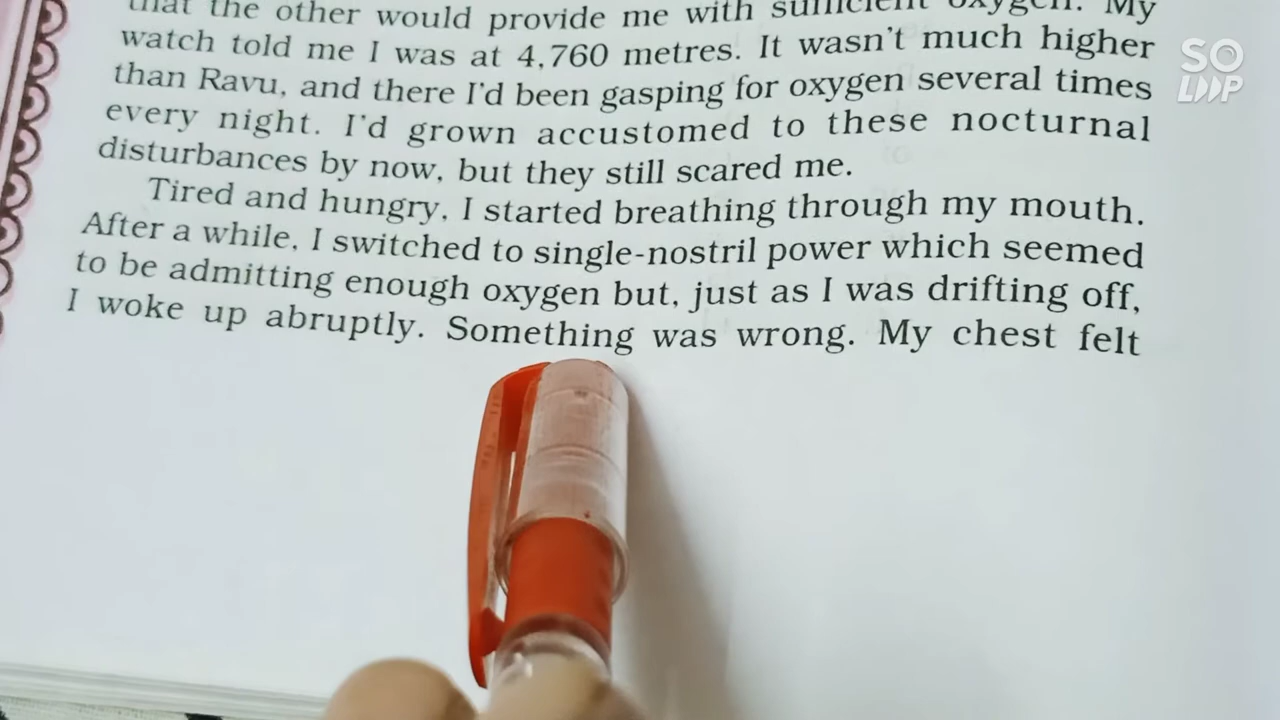 that the other would provide me with sufficient oxygen. My
watch told me I was at 4,760 metres. It wasn't much higher
than Ravu, and there I'd been gasping for oxygen several times
every night. I'd grown accustomed to these nocturnal
disturbances by now, but they still scared me.
Tired and hungry, I started breathing through my mouth.
After a while, I switched to single-nostril power which seemed
to be admitting enough oxygen but, just as I was drifting off,
I woke up abruptly. Something was wrong. My chest felt
SO
LOOP